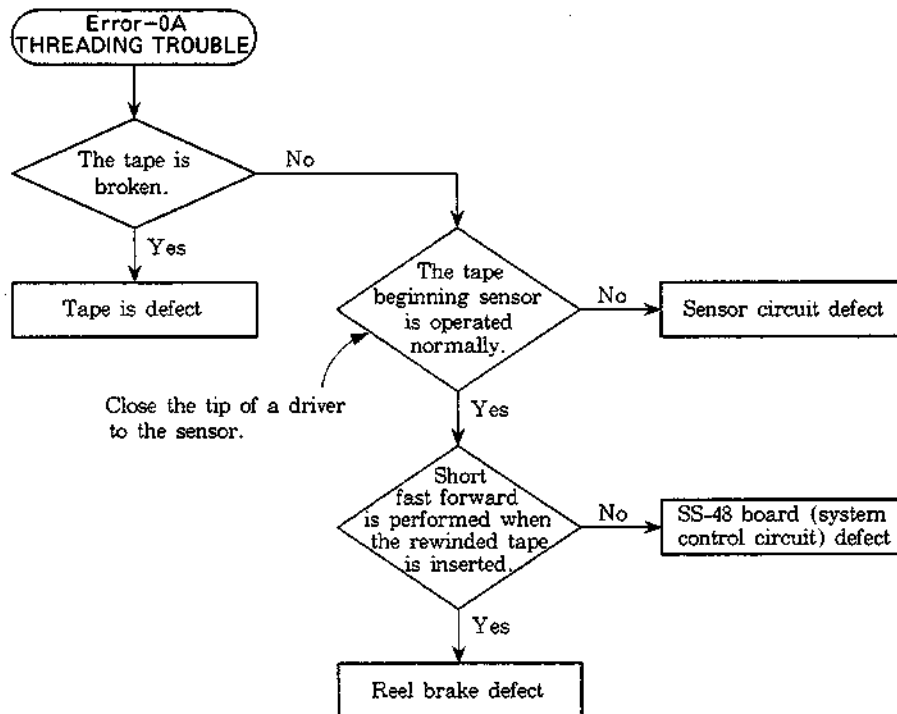 Error-0A
THREADING TROUBLE
The tape is
broken.
No
Yes
Tape is defect
The tape
beginning sensor
is operated
normally.
No
Sensor circuit defect
Close the tip of a driver
to the sensor.
Yes
Short
fast forward
is performed when
the rewinded tape
is inserted.
No
SS-48 board (system
control circuit) defect
Yes
Reel brake defect